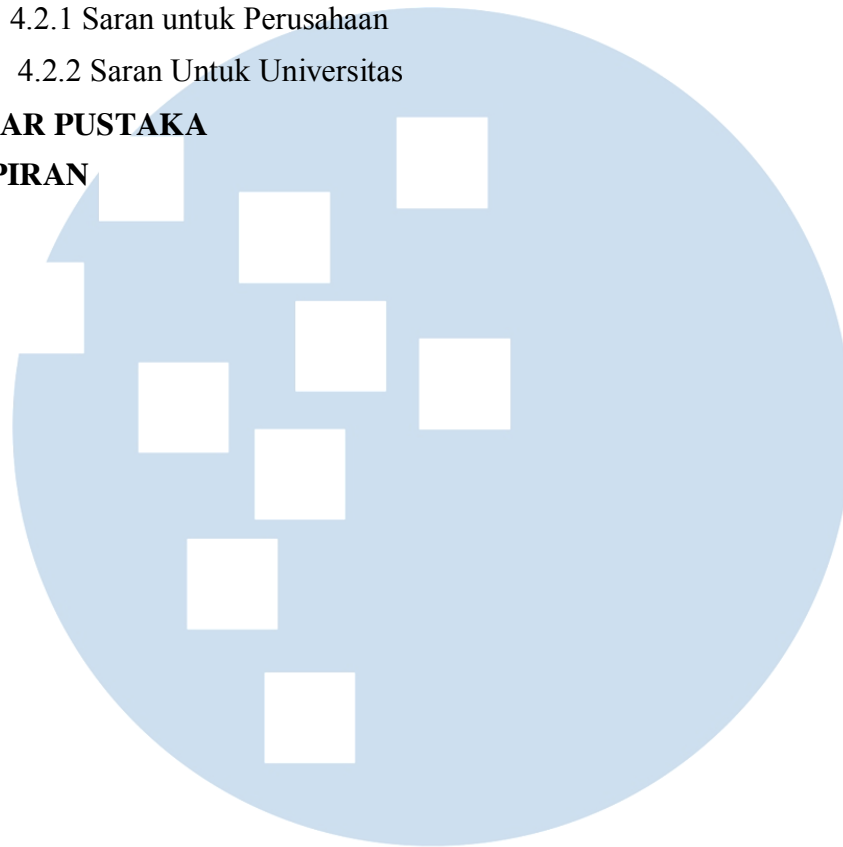 4.2.1 Saran untuk Perusahaan
4.2.2 Saran Untuk Universitas
AR PUSTAKA
PIRAN